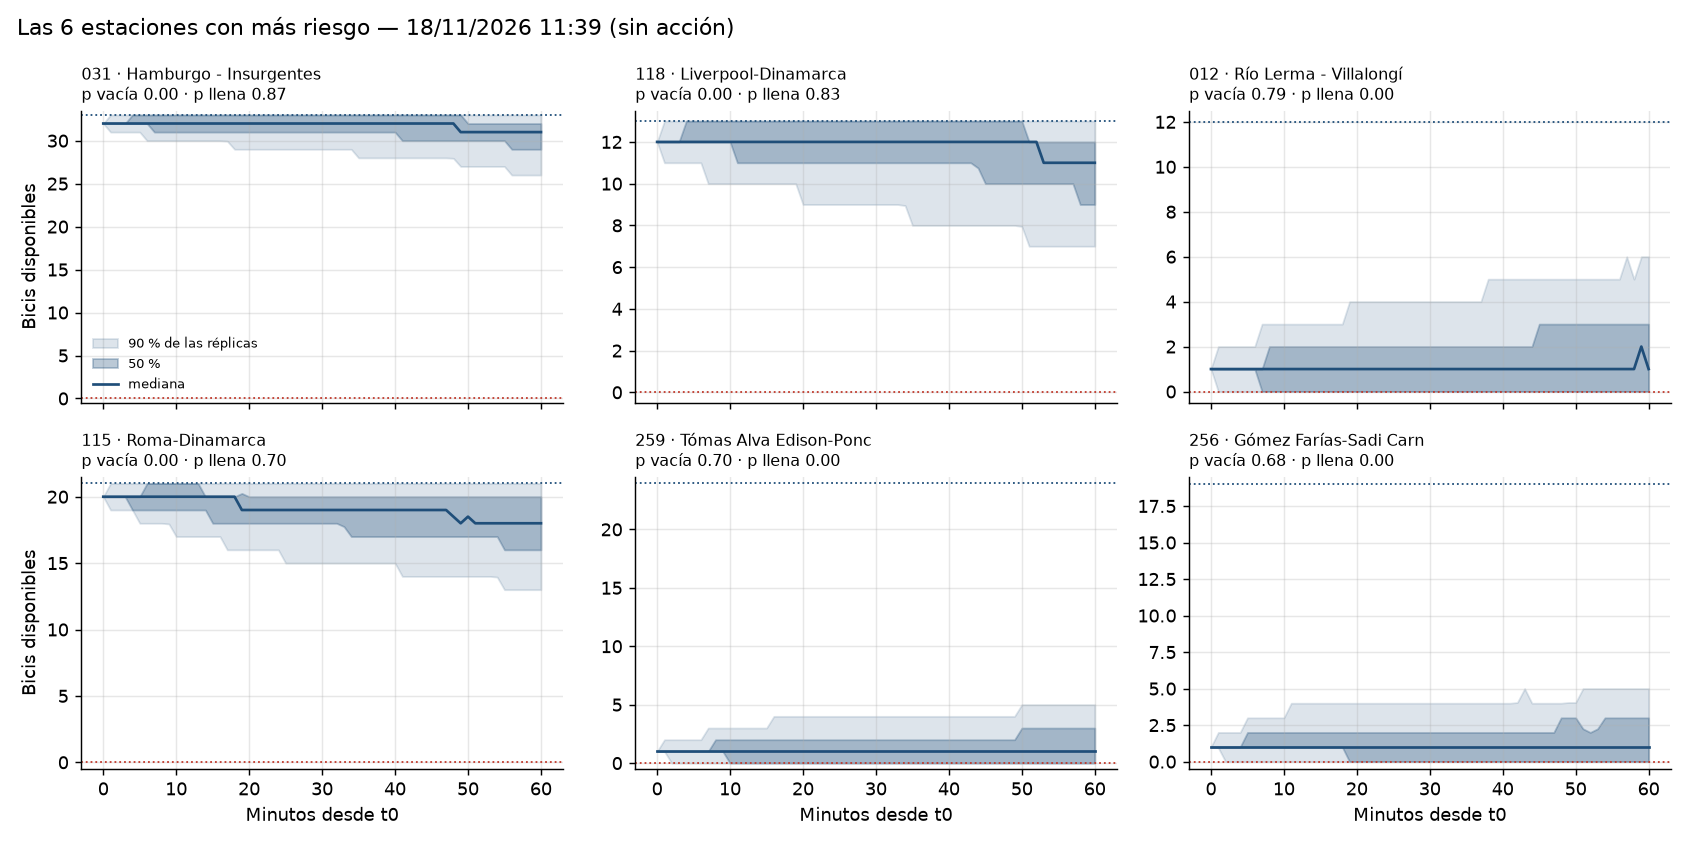 Las 6 estaciones con más riesgo — 18/11/2026 11:39 (sin acción)
031 · Hamburgo - Insurgentes
p vacía 0.00 · p llena 0.87
30
25
20
15
10
5
0
Bicis disponibles
90 % de las réplicas
50 %
mediana
118 · Liverpool-Dinamarca
p vacía 0.00 · p llena 0.83
12
10
8
6
4
2
0
012 · Río Lerma - Villalongí
p vacía 0.79 · p llena 0.00
12
10
8
6
4
2
0
115 · Roma-Dinamarca
p vacía 0.00 · p llena 0.70
20
15
10
5
0
Bicis disponibles
0 10 20 30 40 50 60
Minutos desde t0
259 · Tómas Alva Edison-Ponc
p vacía 0.70 · p llena 0.00
20
15
10
5
0
0 10 20 30 40 50 60
Minutos desde t0
256 · Gómez Farías-Sadi Carn
p vacía 0.68 · p llena 0.00
17.5
15.0
12.5
10.0
7.5
5.0
2.5
0.0
0 10 20 30 40 50 60
Minutos desde t0